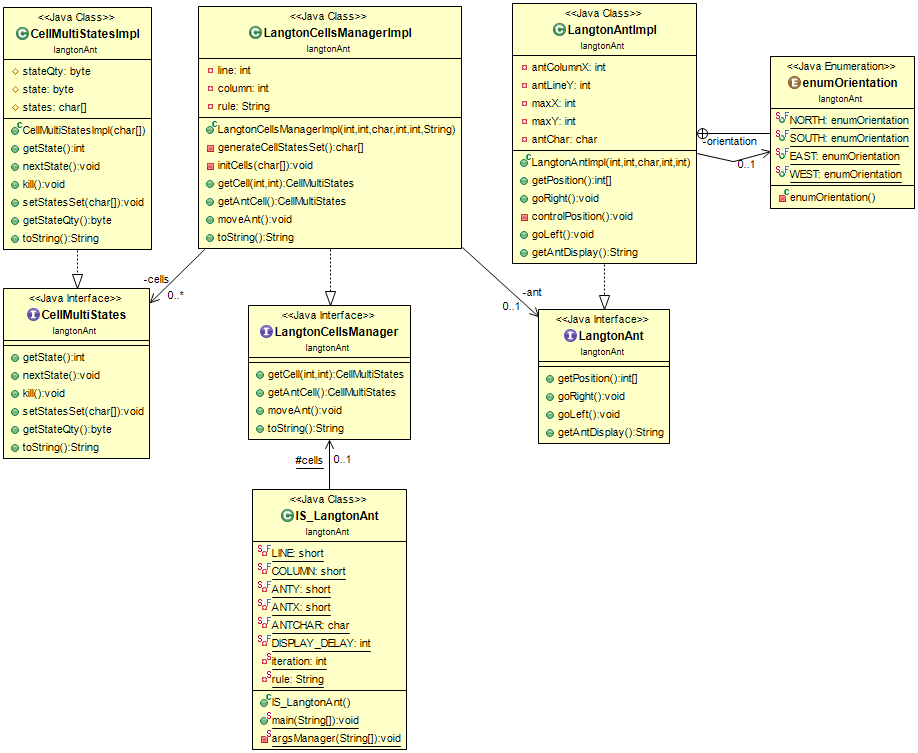 <<Java Class>>
CellMultiStatesImpl
langtonAnt
stateQty: byte
state: byte
states: char[]
CellMultiStatesImpl(char[])
getState():int
nextState():void
kill():void
setStatesSet(char[]):void
getStateQty():byte
toString():String
<<Java Class>>
LangtonCellsManagerImpl
langtonAnt
line: int
column: int
rule: String
LangtonCellsManagerImpl(int,int,char,int,int,String)
generateCellStatesSet():char[]
initCells(char[]):void
getCell(int,int):CellMultiStates
getAntCell():CellMultiStates
moveAnt():void
toString():String
<<Java Class>>
LangtonAntImpl
langtonAnt
antColumnX: int
antLineY: int
maxX: int
maxY: int
antChar: char
LangtonAntImpl(int,int,char,int,int)
getPosition():int[]
goRight():void
controlPosition():void
goLeft():void
getAntDisplay():String
<<Java Enumeration>>
enumOrientation
langtonAnt
NORTH: enumOrientation
SOUTH: enumOrientation
EAST: enumOrientation
WEST: enumOrientation
enumOrientation()
-orientation
0..1
-cells
0..*
-ant
0..1
<<Java Interface>>
CellMultiStates
langtonAnt
getState():int
nextState():void
kill():void
setStatesSet(char[]):void
getStateQty():byte
toString():String
<<Java Interface>>
LangtonCellsManager
langtonAnt
getCell(int,int):CellMultiStates
getAntCell():CellMultiStates
moveAnt():void
toString():String
<<Java Interface>>
LangtonAnt
langtonAnt
getPosition():int[]
goRight():void
goLeft():void
getAntDisplay():String
#cells
0..1
<<Java Class>>
IS_LangtonAnt
langtonAnt
LINE: short
COLUMN: short
ANTY: short
ANTX: short
ANTCHAR: char
DISPLAY_DELAY: int
iteration: int
rule: String
IS_LangtonAnt()
main(String[]):void
argsManager(String[]):void